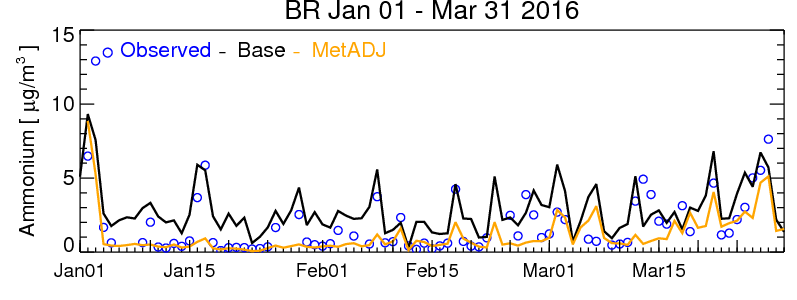 BR Jan 01 - Mar 31 2016
Ammonium [ μg/m³ ]
15
10
5
0
Observed - Base - MetADJ
Jan01 Jan15 Feb01 Feb15 Mar01 Mar15